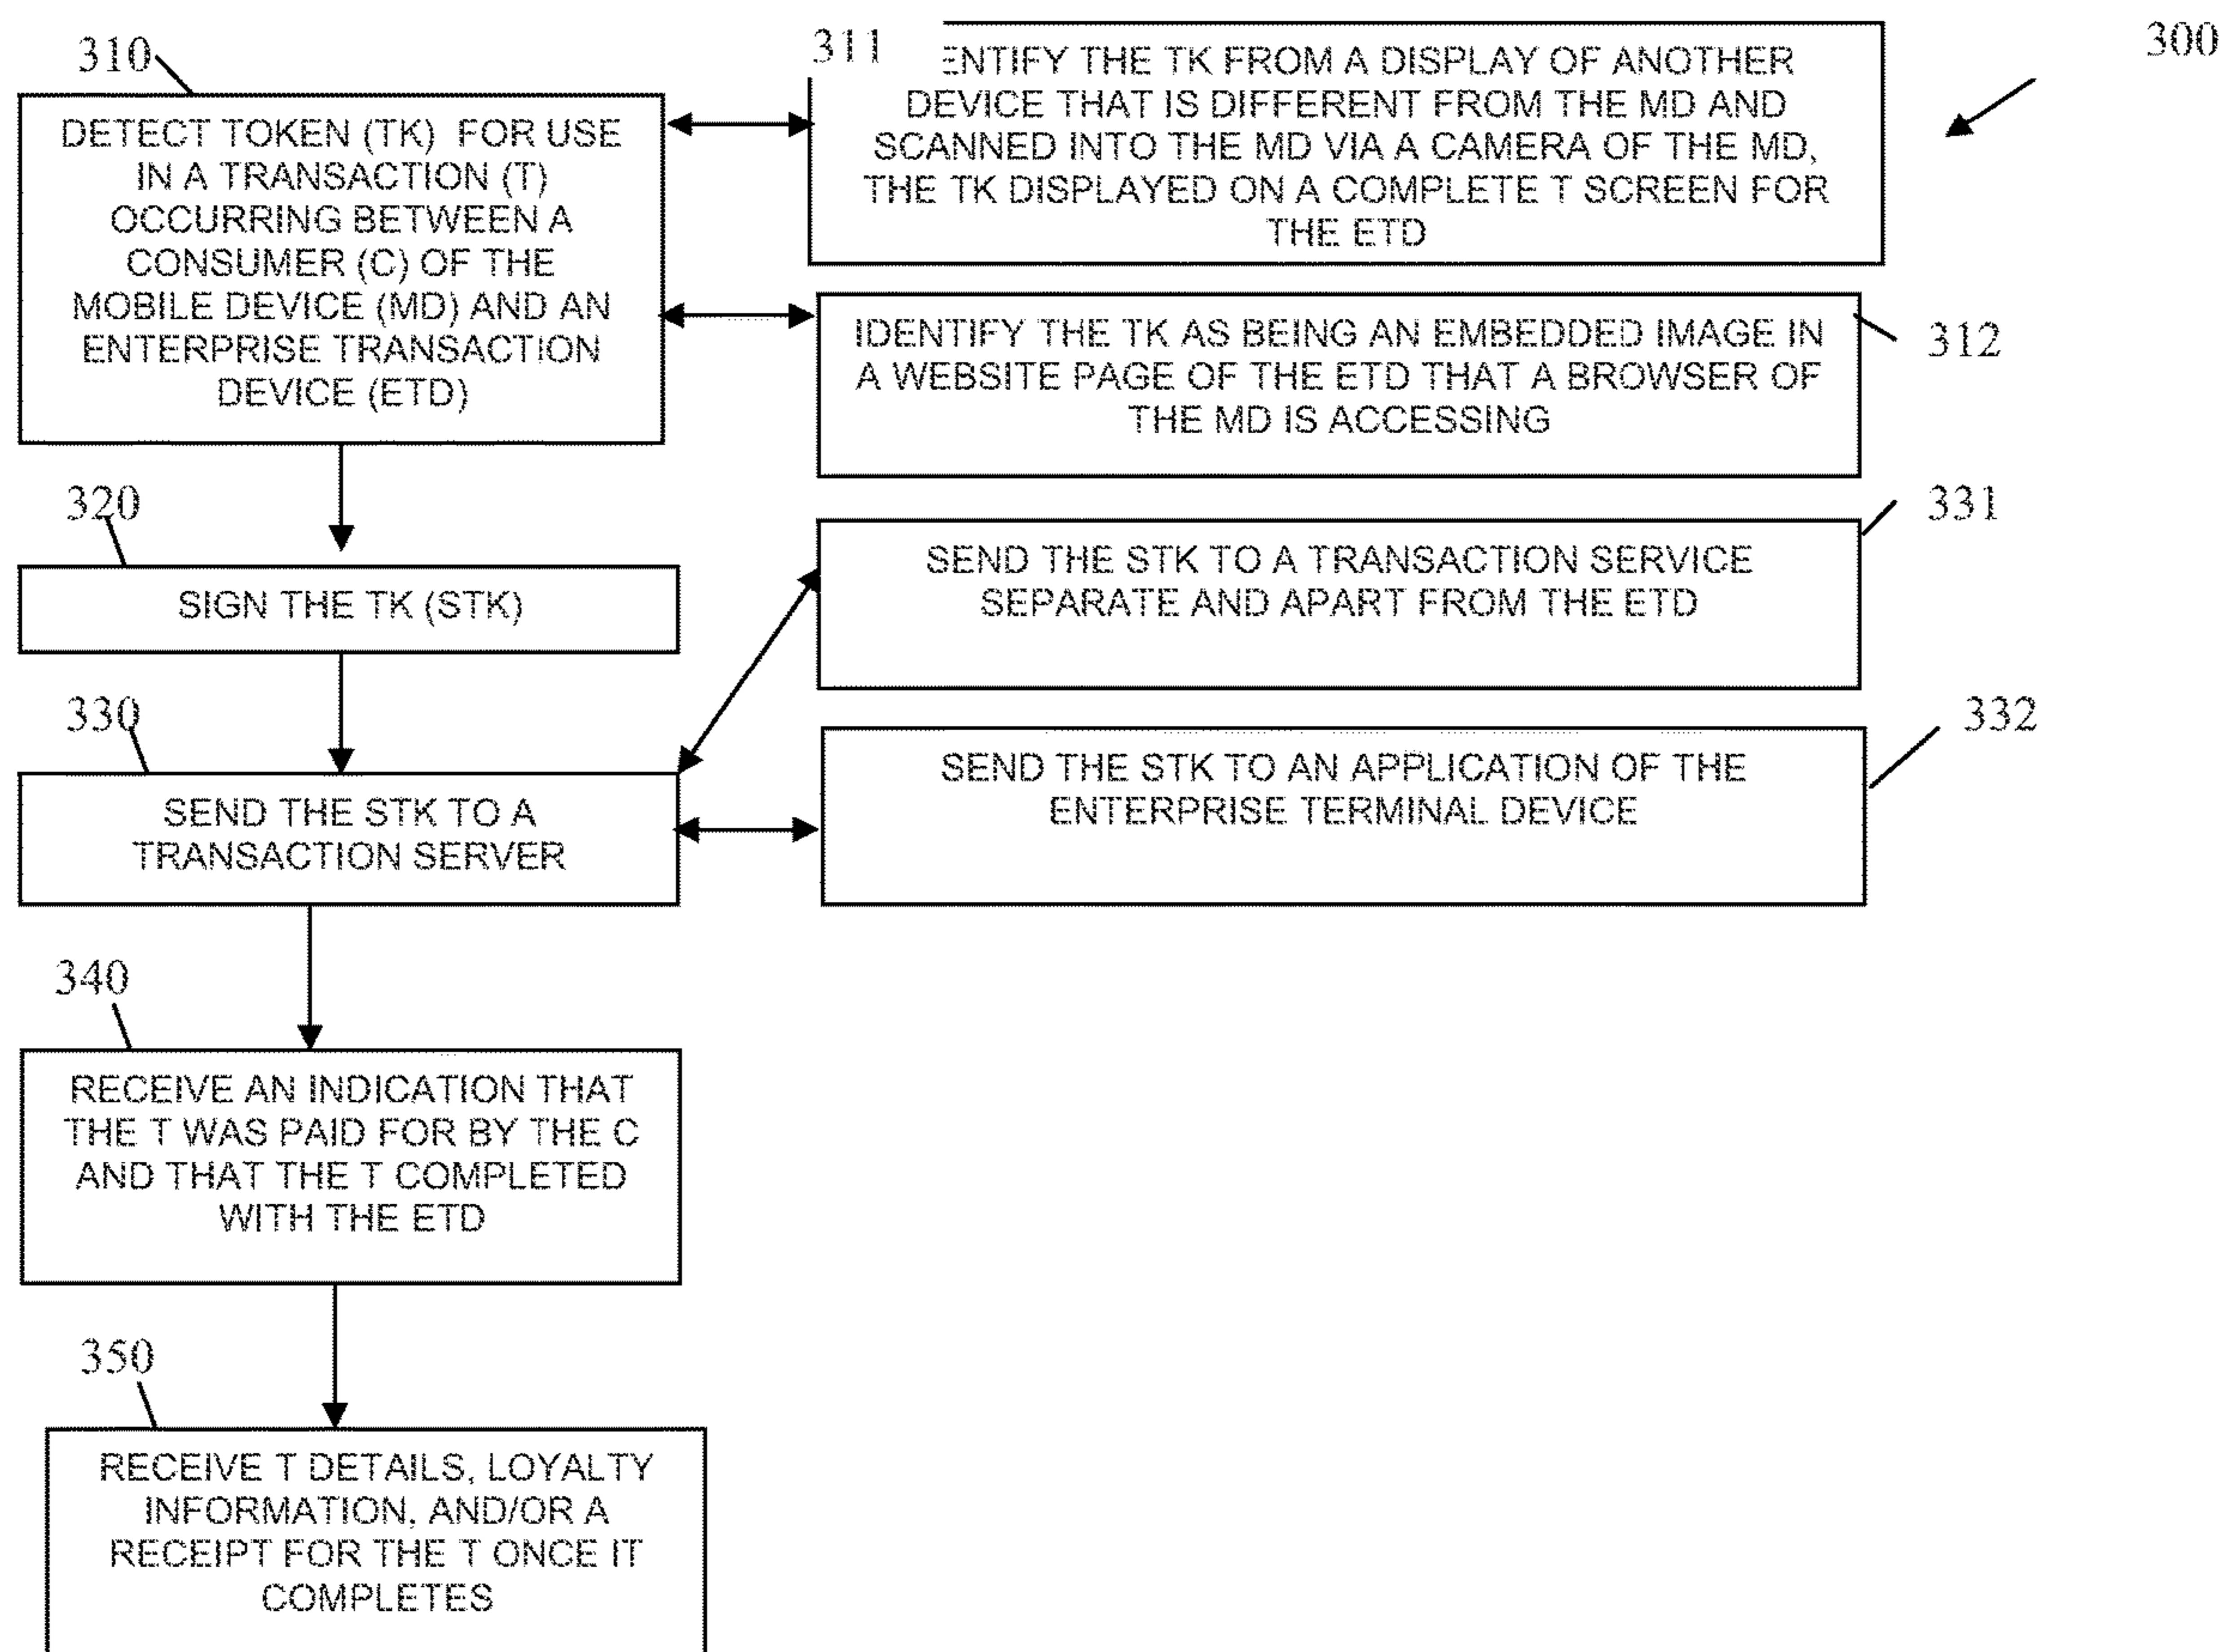 310
DETECT TOKEN (TK) FOR USE
IN A TRANSACTION (T)
OCCURRING BETWEEN A
CONSUMER (C) OF THE
MOBILE DEVICE (MD) AND AN
ENTERPRISE TRANSACTION
DEVICE (ETD)
311
ENTIFY THE TK FROM A DISPLAY OF ANOTHER
DEVICE THAT IS DIFFERENT FROM THE MD AND
SCANNED INTO THE MD VIA A CAMERA OF THE MD,
THE TK DISPLAYED ON A COMPLETE T SCREEN FOR
THE ETD
300
IDENTIFY THE TK AS BEING AN EMBEDDED IMAGE IN
A WEBSITE PAGE OF THE ETD THAT A BROWSER OF
THE MD IS ACCESSING
312
320
SIGN THE TK (STK)
SEND THE STK TO A TRANSACTION SERVICE
SEPARATE AND APART FROM THE ETD
331
330
SEND THE STK TO A
TRANSACTION SERVER
SEND THE STK TO AN APPLICATION OF THE
ENTERPRISE TERMINAL DEVICE
332
340
RECEIVE AN INDICATION THAT
THE T WAS PAID FOR BY THE C
AND THAT THE T COMPLETED
WITH THE ETD
350
RECEIVE T DETAILS, LOYALTY
INFORMATION, AND/OR A
RECEIPT FOR THE T ONCE IT
COMPLETES